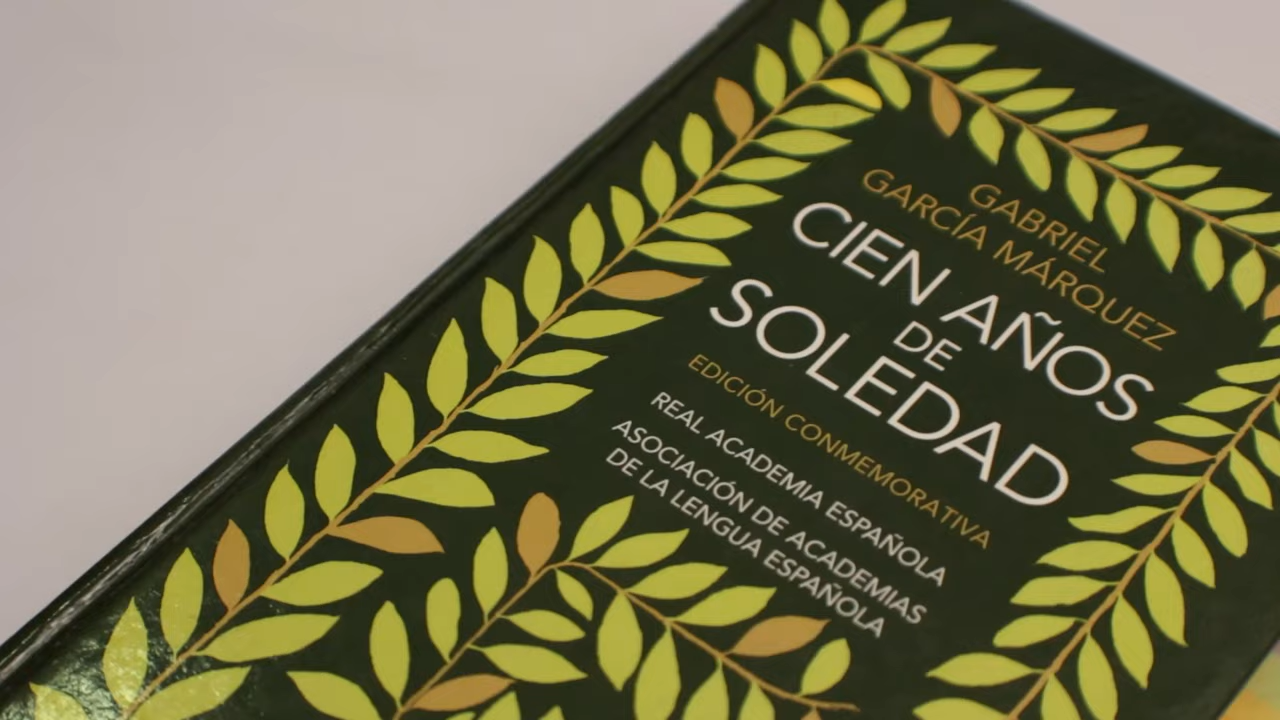 GABRIEL
GARCÍA MÁRQUEZ
CIEN AÑOS
DE
SOLEDAD
EDICIÓN CONMEMORATIVA
REAL ACADEMIA ESPAÑOLA
ASOCIACIÓN DE ACADEMIAS
DE LA LENGUA ESPAÑOLA